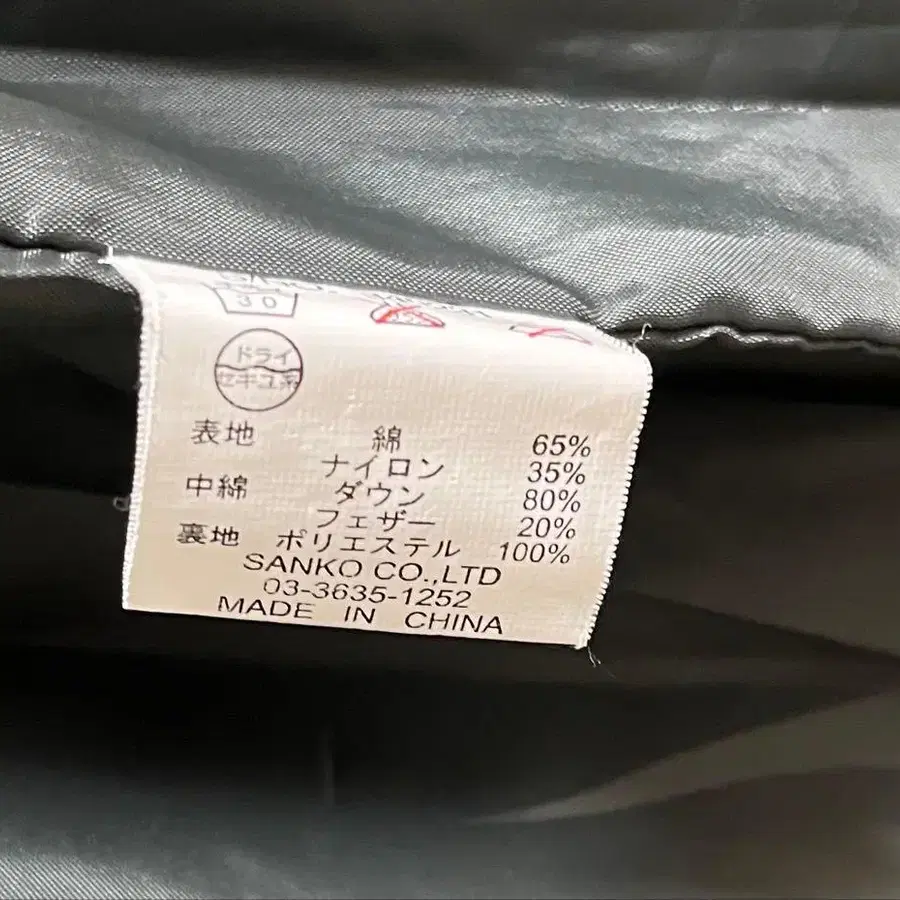 30
ドライ
セキユ系
表地 綿 65%
ナイロン 35%
中綿 ダウン 80%
フェザー 20%
裏地 ポリエステル 100%
SANKO CO.,LTD
03-3635-1252
MADE IN CHINA